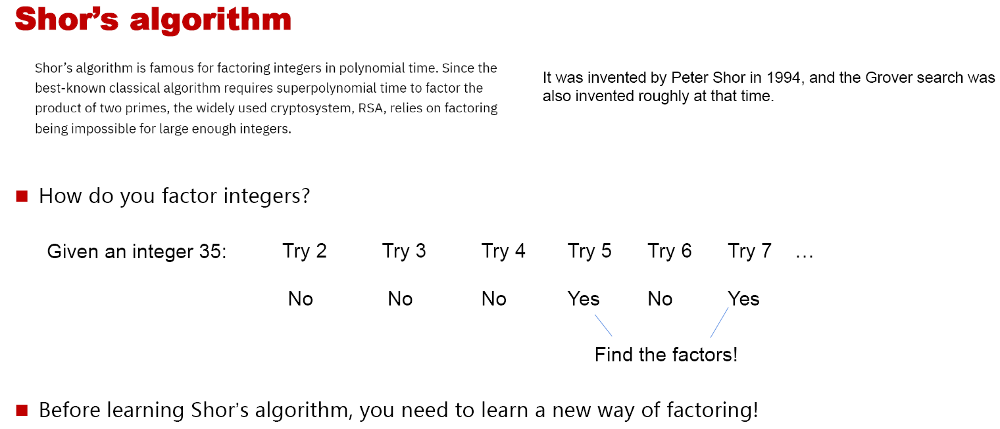 Shor's algorithm
Shor's algorithm is famous for factoring integers in polynomial time. Since the
best-known classical algorithm requires superpolynomial time to factor the
product of two primes, the widely used cryptosystem, RSA, relies on factoring
being impossible for large enough integers.
It was invented by Peter Shor in 1994, and the Grover search was
also invented roughly at that time.
■ How do you factor integers?
Given an integer 35: Try 2 Try 3 Try 4 Try 5 Try 6 Try 7 …
No No No Yes No Yes
Find the factors!
■ Before learning Shor's algorithm, you need to learn a new way of factoring!